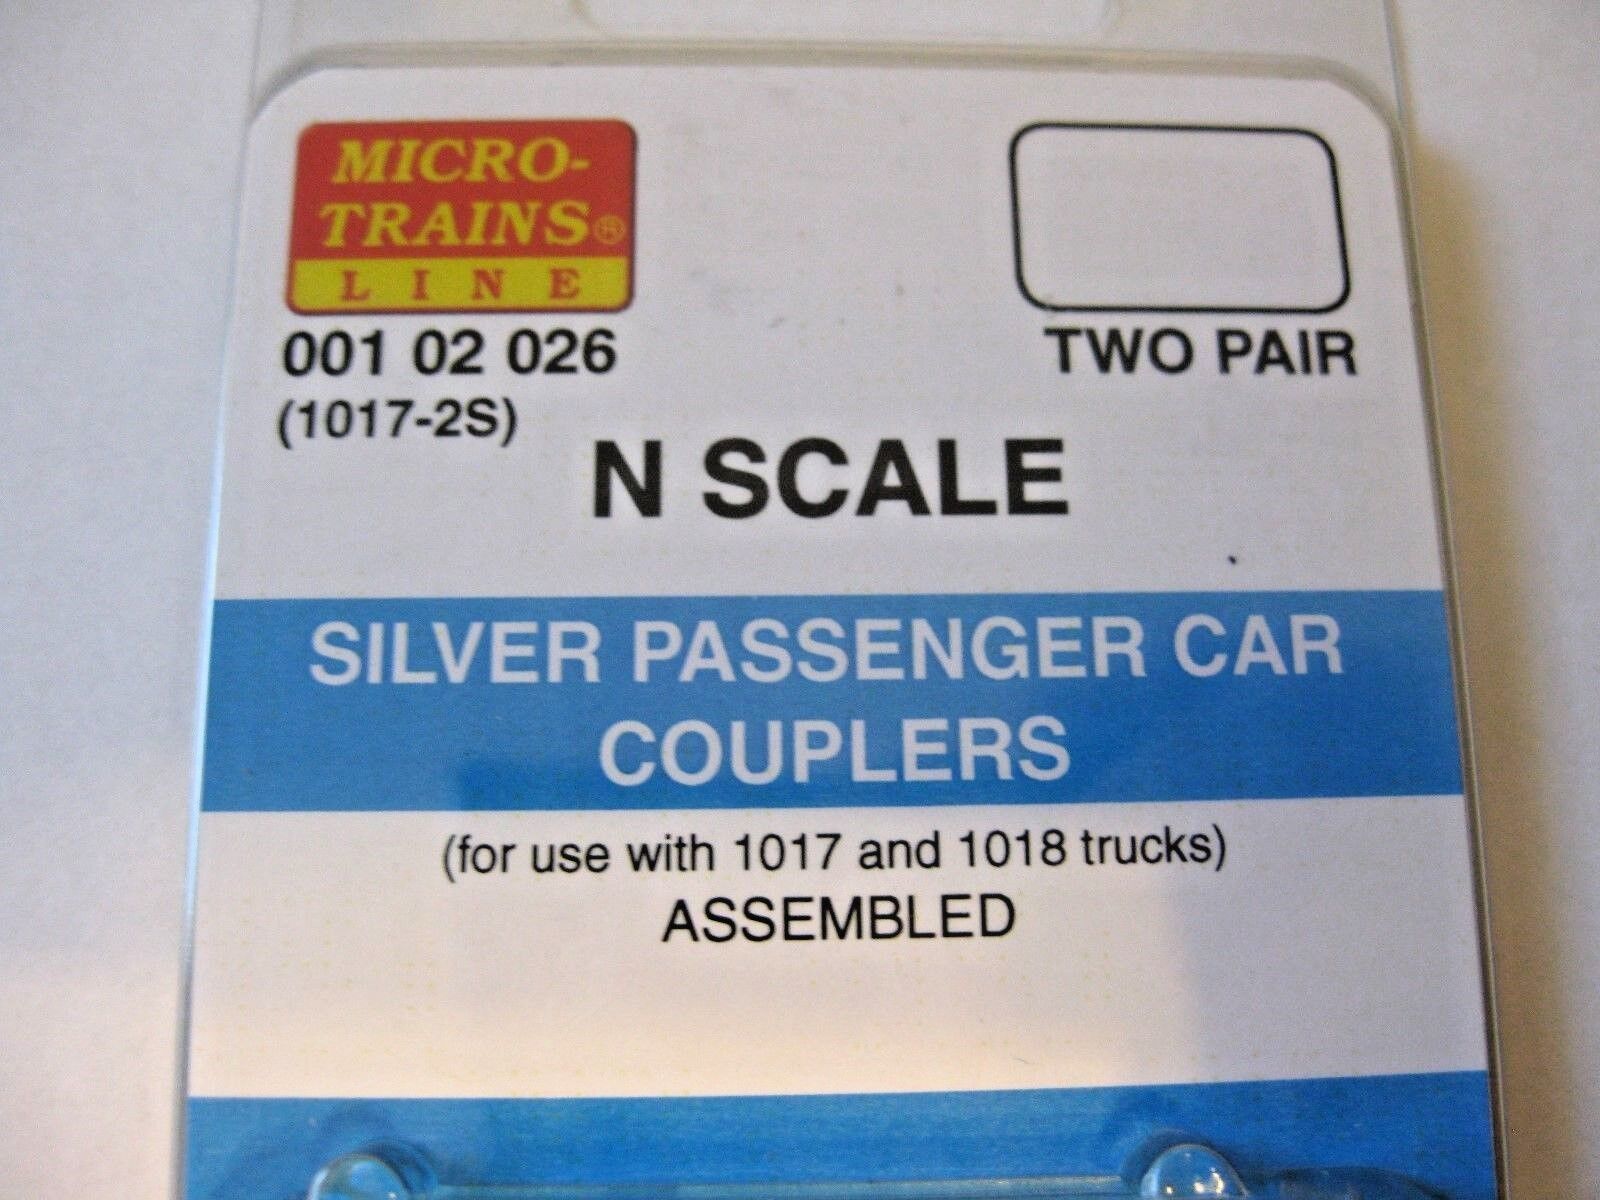 MICRO-
TRAINS®
LINE
001 02 026
(1017-2S)
TWO PAIR
N SCALE
SILVER PASSENGER CAR
COUPLERS
(for use with 1017 and 1018 trucks)
ASSEMBLED